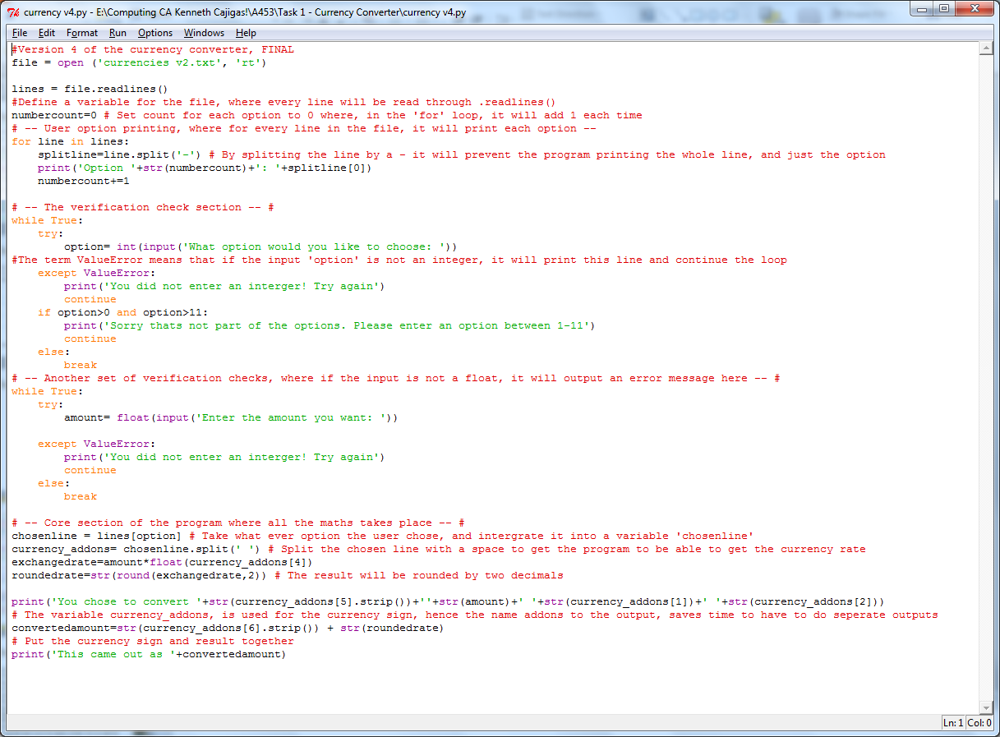 currency v4.py - E:\Computing CA Kenneth Cajigas!\A453\Task 1 - Currency Converter\currency v4.py
File Edit Format Run Options Windows Help
#Version 4 of the currency converter, FINAL
file = open ('currencies v2.txt', 'rt')
lines = file.readlines()
#Define a variable for the file, where every line will be read through .readlines()
numbercount=0 # Set count for each option to 0 where, in the 'for' loop, it will add 1 each time
# -- User option printing, where for every line in the file, it will print each option --
for line in lines:
    splitline=line.split('-') # By splitting the line by a - it will prevent the program printing the whole line, and just the option
    print('Option '+str(numbercount)+': '+splitline[0])
    numbercount+=1
# -- The verification check section -- #
while True:
    try:
        option= int(input('What option would you like to choose: '))
#The term ValueError means that if the input 'option' is not an integer, it will print this line and continue the loop
    except ValueError:
        print('You did not enter an interger! Try again')
        continue
    if option>0 and option>11:
        print('Sorry thats not part of the options. Please enter an option between 1-11')
        continue
    else:
        break
# -- Another set of verification checks, where if the input is not a float, it will output an error message here -- #
while True:
    try:
        amount= float(input('Enter the amount you want: '))
    except ValueError:
        print('You did not enter an interger! Try again')
        continue
    else:
        break
# -- Core section of the program where all the maths takes place -- #
chosenline = lines[option] # Take what ever option the user chose, and intergrate it into a variable 'chosenline'
currency_addons= chosenline.split(' ') # Split the chosen line with a space to get the program to be able to get the currency rate
exchangedrate=amount*float(currency_addons[4])
roundedrate=str(round(exchangedrate,2)) # The result will be rounded by two decimals
print('You chose to convert '+str(currency_addons[5].strip())+''+str(amount)+' '+str(currency_addons[1])+' '+str(currency_addons[2]))
# The variable currency_addons, is used for the currency sign, hence the name addons to the output, saves time to have to do seperate outputs
convertedamount=str(currency_addons[6].strip()) + str(roundedrate)
# Put the currency sign and result together
print('This came out as '+convertedamount)
Ln: 1 Col: 0